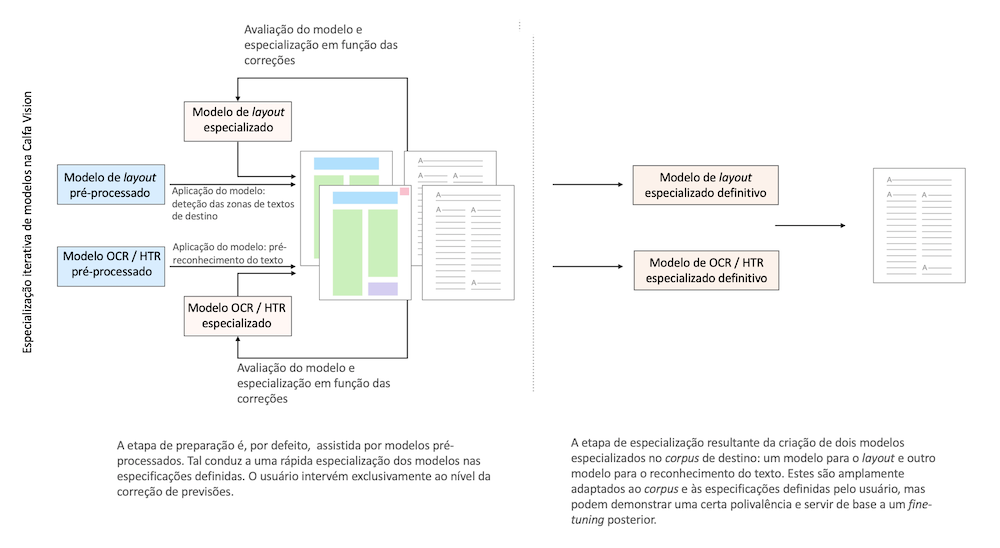 Especialização iterativa de modelos na Calfa Vision
Avaliação do modelo e
especialização em função das
correções
Modelo de layout
especializado
Modelo de layout
pré-processado
Aplicação do modelo:
deteção das zonas de textos
de destino
Modelo OCR / HTR
pré-processado
Aplicação do modelo: pré-
reconhecimento do texto
Modelo OCR / HTR
especializado
Avaliação do modelo e
especialização em função das
correções
A
A
A
A
A
A
A
A
A
Modelo de layout
especializado definitivo
Modelo de OCR / HTR
especializado definitivo
A
A
A
A
A etapa de preparação é, por defeito, assistida por modelos pré-
processados. Tal conduz a uma rápida especialização dos modelos nas
especificações definidas. O usuário intervém exclusivamente ao nível da
correção de previsões.
A etapa de especialização resultante da criação de dois modelos
especializados no corpus de destino: um modelo para o layout e outro
modelo para o reconhecimento do texto. Estes são amplamente
adaptados ao corpus e às especificações definidas pelo usuário, mas
podem demonstrar uma certa polivalência e servir de base a um fine-
tuning posterior.